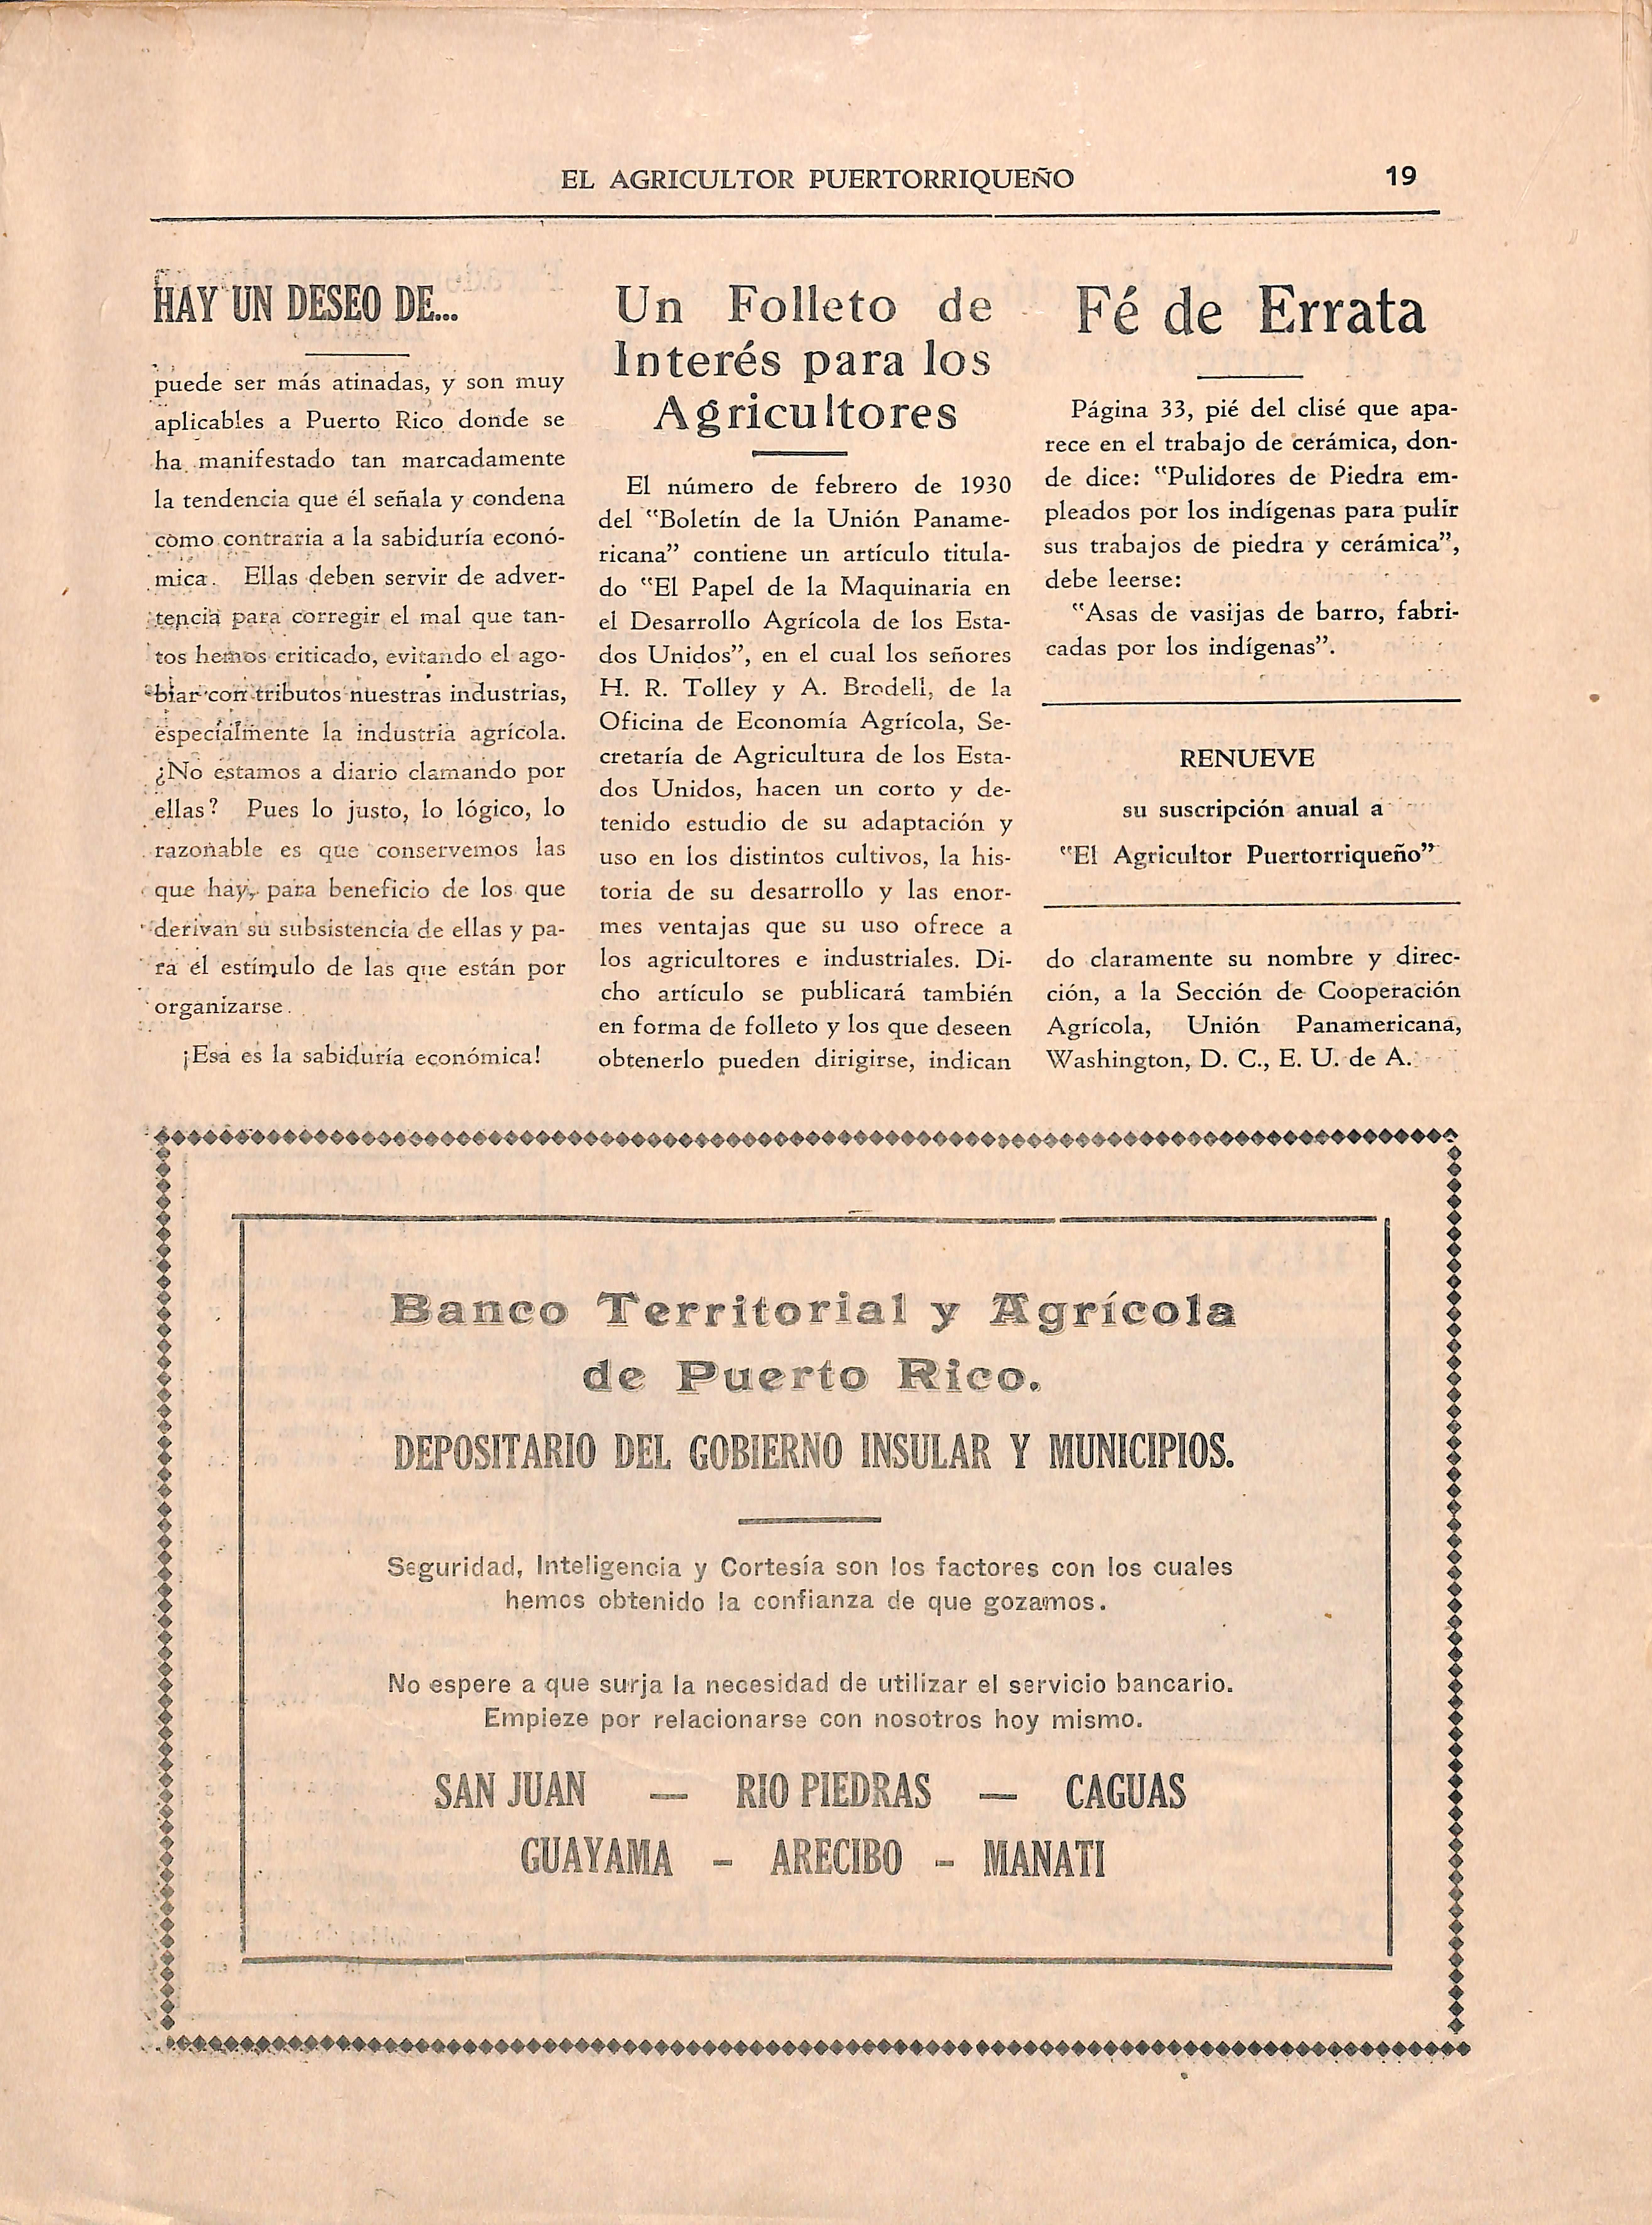 EL AGRICULTOR PUERTORRIQUEÑO
19
HAY UN DESEO DE...
puede ser más atinadas, y son muy
aplicables a Puerto Rico donde se
ha manifestado tan marcadamente
la tendencia que él señala y condena
como contraria a la sabiduría econó-
mica. Ellas deben servir de adver-
tencia para corregir el mal que tan-
tos hemos criticado, evitando el ago-
biar con tributos nuestras industrias,
especialmente la industria agrícola.
¿No estamos a diario clamando por
ellas? Pues lo justo, lo lógico, lo
razonable es que conservemos las
que hay, para beneficio de los que
derivan su subsistencia de ellas y pa-
ra el estímulo de las que están por
organizarse.
¡Esa es la sabiduría económica!
Un Folleto de
Interés para los
Agricultores
El número de febrero de 1930
del "Boletín de la Unión Paname-
ricana" contiene un artículo titula-
do "El Papel de la Maquinaria en
el Desarrollo Agrícola de los Esta-
dos Unidos", en el cual los señores
H. R. Tolley y A. Brodell, de la
Oficina de Economía Agrícola, Se-
cretaría de Agricultura de los Esta-
dos Unidos, hacen un corto y de-
tenido estudio de su adaptación y
uso en los distintos cultivos, la his-
toria de su desarrollo y las enor-
mes ventajas que su uso ofrece a
los agricultores e industriales. Di-
cho artículo se publicará también
en forma de folleto y los que deseen
obtenerlo pueden dirigirse, indican
Fé de Errata
Página 33, pié del clisé que apa-
rece en el trabajo de cerámica, don-
de dice: "Pulidores de Piedra em-
pleados por los indígenas para pulir
sus trabajos de piedra y cerámica",
debe leerse:
"Asas de vasijas de barro, fabri-
cadas por los indígenas".
RENUEVE
su suscripción anual a
"El Agricultor Puertorriqueño"
do claramente su nombre y direc-
ción, a la Sección de Cooperación
Agrícola, Unión Panamericana,
Washington, D. C., E. U. de A.
Banco Territorial y Agrícola
de Puerto Rico.
DEPOSITARIO DEL GOBIERNO INSULAR Y MUNICIPIOS.
Seguridad, Inteligencia y Cortesía son los factores con los cuales
hemos obtenido la confianza de que gozamos.
No espere a que surja la necesidad de utilizar el servicio bancario.
Empieze por relacionarse con nosotros hoy mismo.
SAN JUAN — RIO PIEDRAS — CAGUAS
GUAYAMA - ARECIBO - MANATI